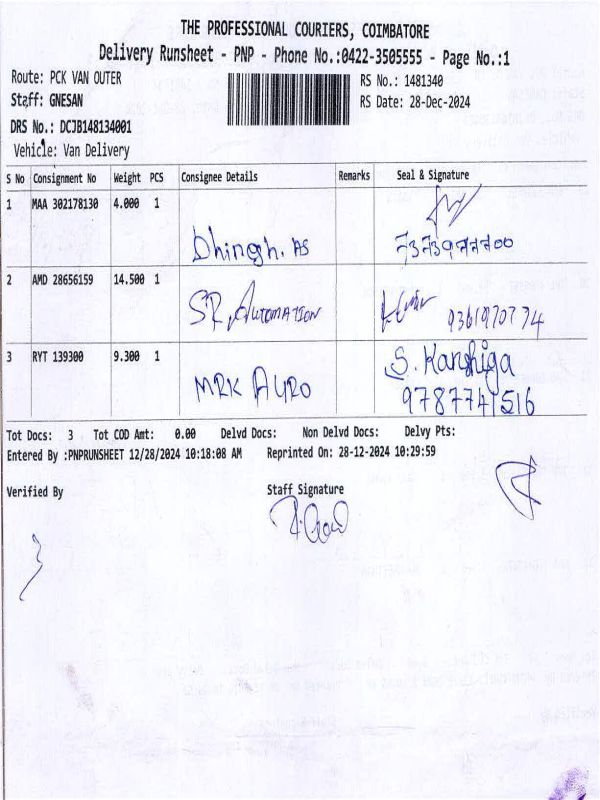 THE PROFESSIONAL COURIERS, COIMBATORE
Delivery Runsheet - PNP - Phone No.:0422-3505555 - Page No.:1
Route: PCK VAN OUTER RS No.: 1481340
Staff: GNESAN RS Date: 28-Dec-2024
DRS No.: DCJB148134001
Vehicle: Van Delivery
S No Consignment No Weight PCS Consignee Details Remarks Seal & Signature
1 MAA 302178130 4.000 1
Dhingh. AS
2 AMD 28656159 14.500 1
SR, AUTOMATION 9361970774
3 RYT 139300 9.300 1 S. Karshiga
MRK AURO 9787741516
Tot Docs: 3 Tot COD Amt: 0.00 Delvd Docs: Non Delvd Docs: Delvy Pts:
Entered By :PNPRUNSHEET 12/28/2024 10:18:08 AM Reprinted On: 28-12-2024 10:29:59
Verified By Staff Signature